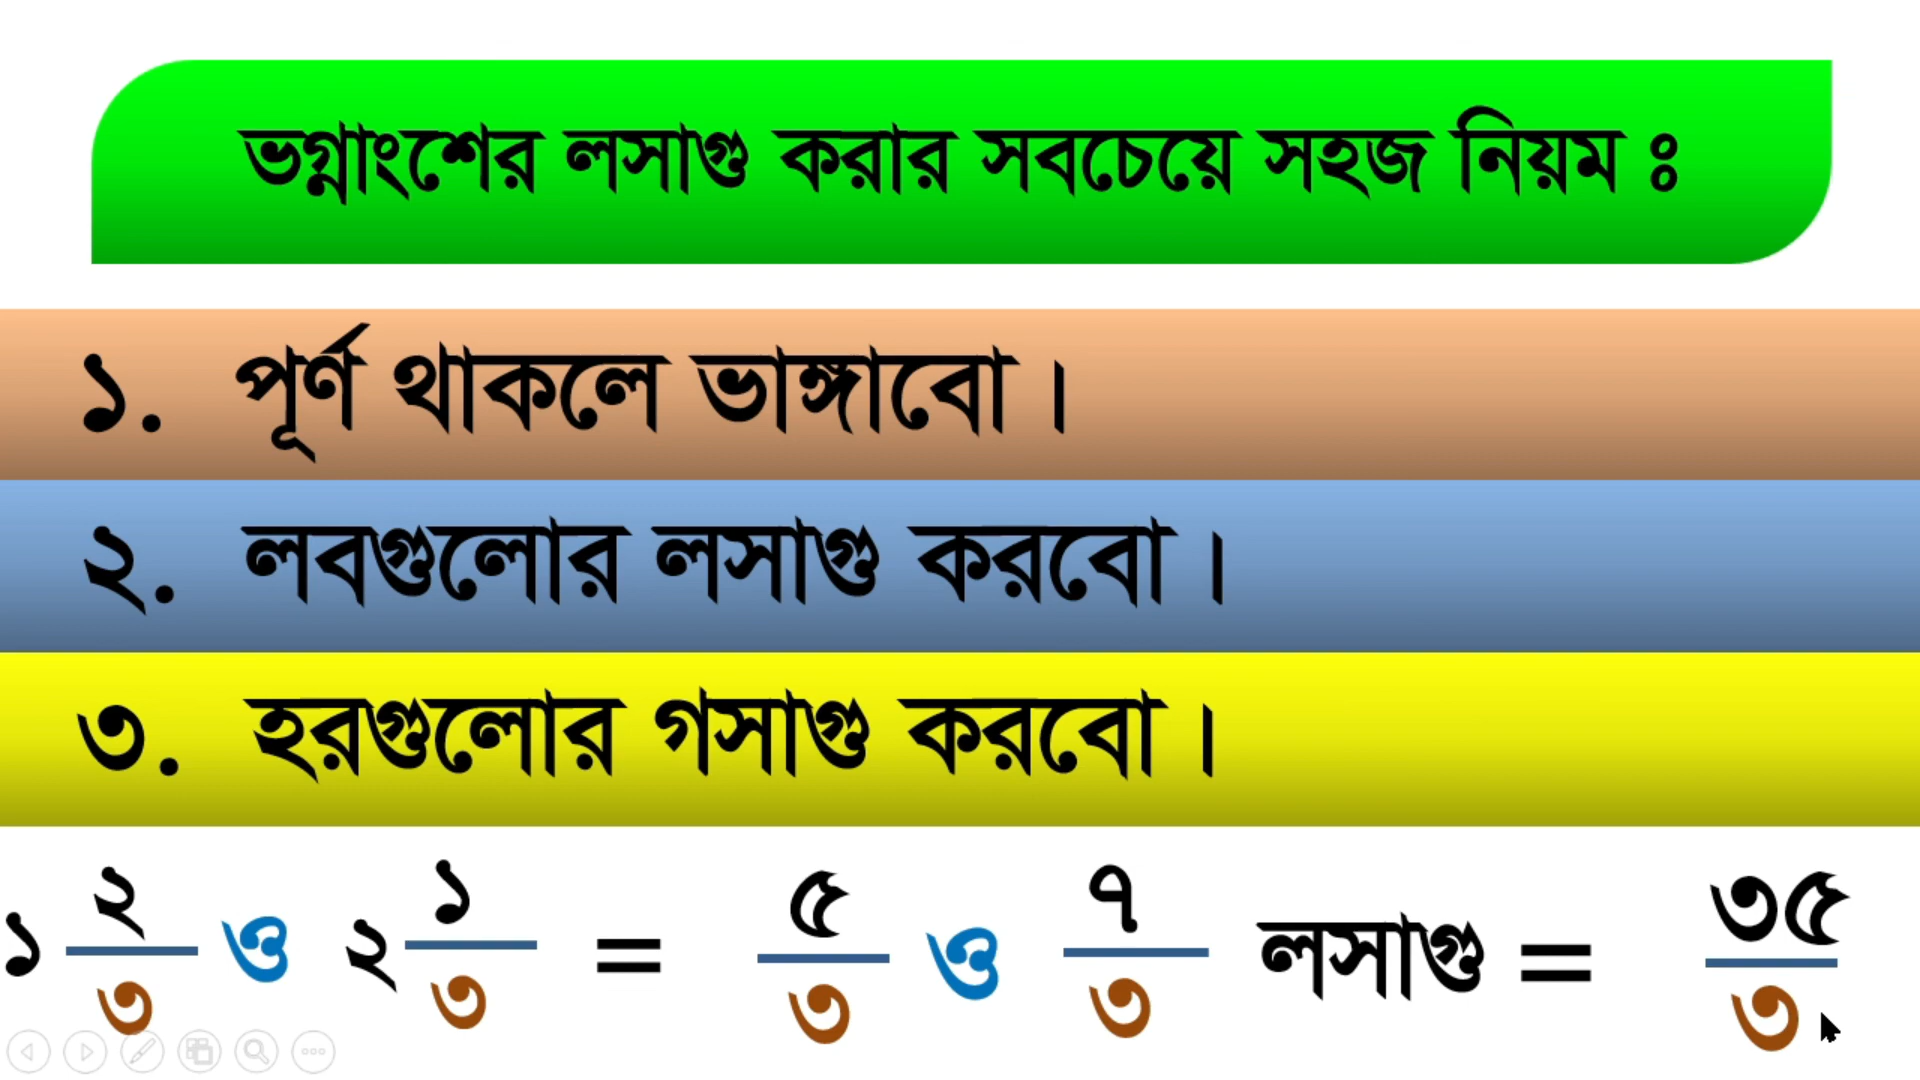 ভগ্নাংশের লসাগু করার সবচেয়ে সহজ নিয়ম ঃ
১. পূর্ণ থাকলে ভাঙ্গাবো।
২. লবগুলোর লসাগু করবো।
৩. হরগুলোর গসাগু করবো।
১ ২/৩ ও ২ ১/৩ = ৫/৩ ও ৭/৩ লসাগু = ৩৫/৩